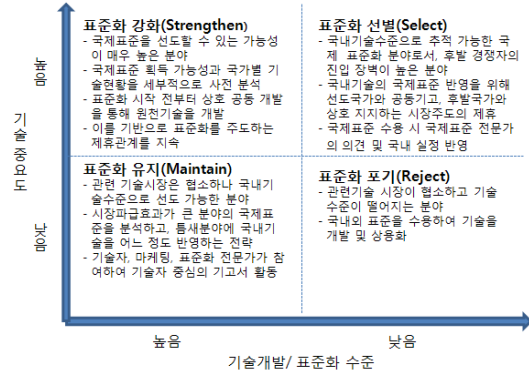 표준화 강화(Strengthen)
- 국제표준을 선도할 수 있는 가능성
이 매우 높은 분야
- 국제표준 획득 가능성과 국가별 기
술현황을 세부적으로 사전 분석
- 표준화 시작 전부터 상호 공동 개발
을 통해 원전기술을 개발
- 이를 기반으로 표준화를 주도하는
제휴관계를 지속
표준화 선별(Select)
- 국내기술수준으로 추적 가능한 국
제 표준화 분야로서, 후발 경쟁자의
진입 장벽이 높은 분야
- 국내기술의 국제표준 반영을 위해
선도국가와 공동기고, 후발국가와
상호 지지하는 시장주도의 제휴
- 국제표준 수용 시 국제표준 전문가
의 의견 및 국내 실정 반영
표준화 유지(Maintain)
- 관련 기술시장은 협소하나 국내기
술수준으로 선도 가능한 분야
- 시장파급효과가 큰 분야의 국제표
준을 분석하고, 틈새분야에 국내기
술을 어느 정도 반영하는 전략
- 기술자, 마케팅, 표준화 전문가가 참
여하여 기술자 중심의 기고서 활동
표준화 포기(Reject)
- 관련기술 시장이 협소하고 기술
수준이 떨어지는 분야
- 국내외 표준을 수용하여 기술을
개발 및 상용화
높음
기술 중요도
낮음
높음
낮음
기술개발/ 표준화 수준